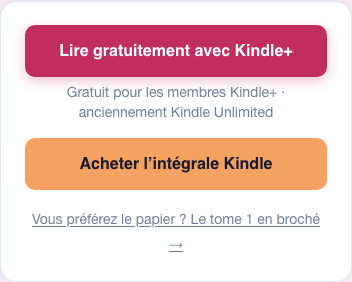 Lire gratuitement avec Kindle+
Gratuit pour les membres Kindle+ ·
anciennement Kindle Unlimited
Acheter l’intégrale Kindle
Vous préférez le papier ? Le tome 1 en broché
→